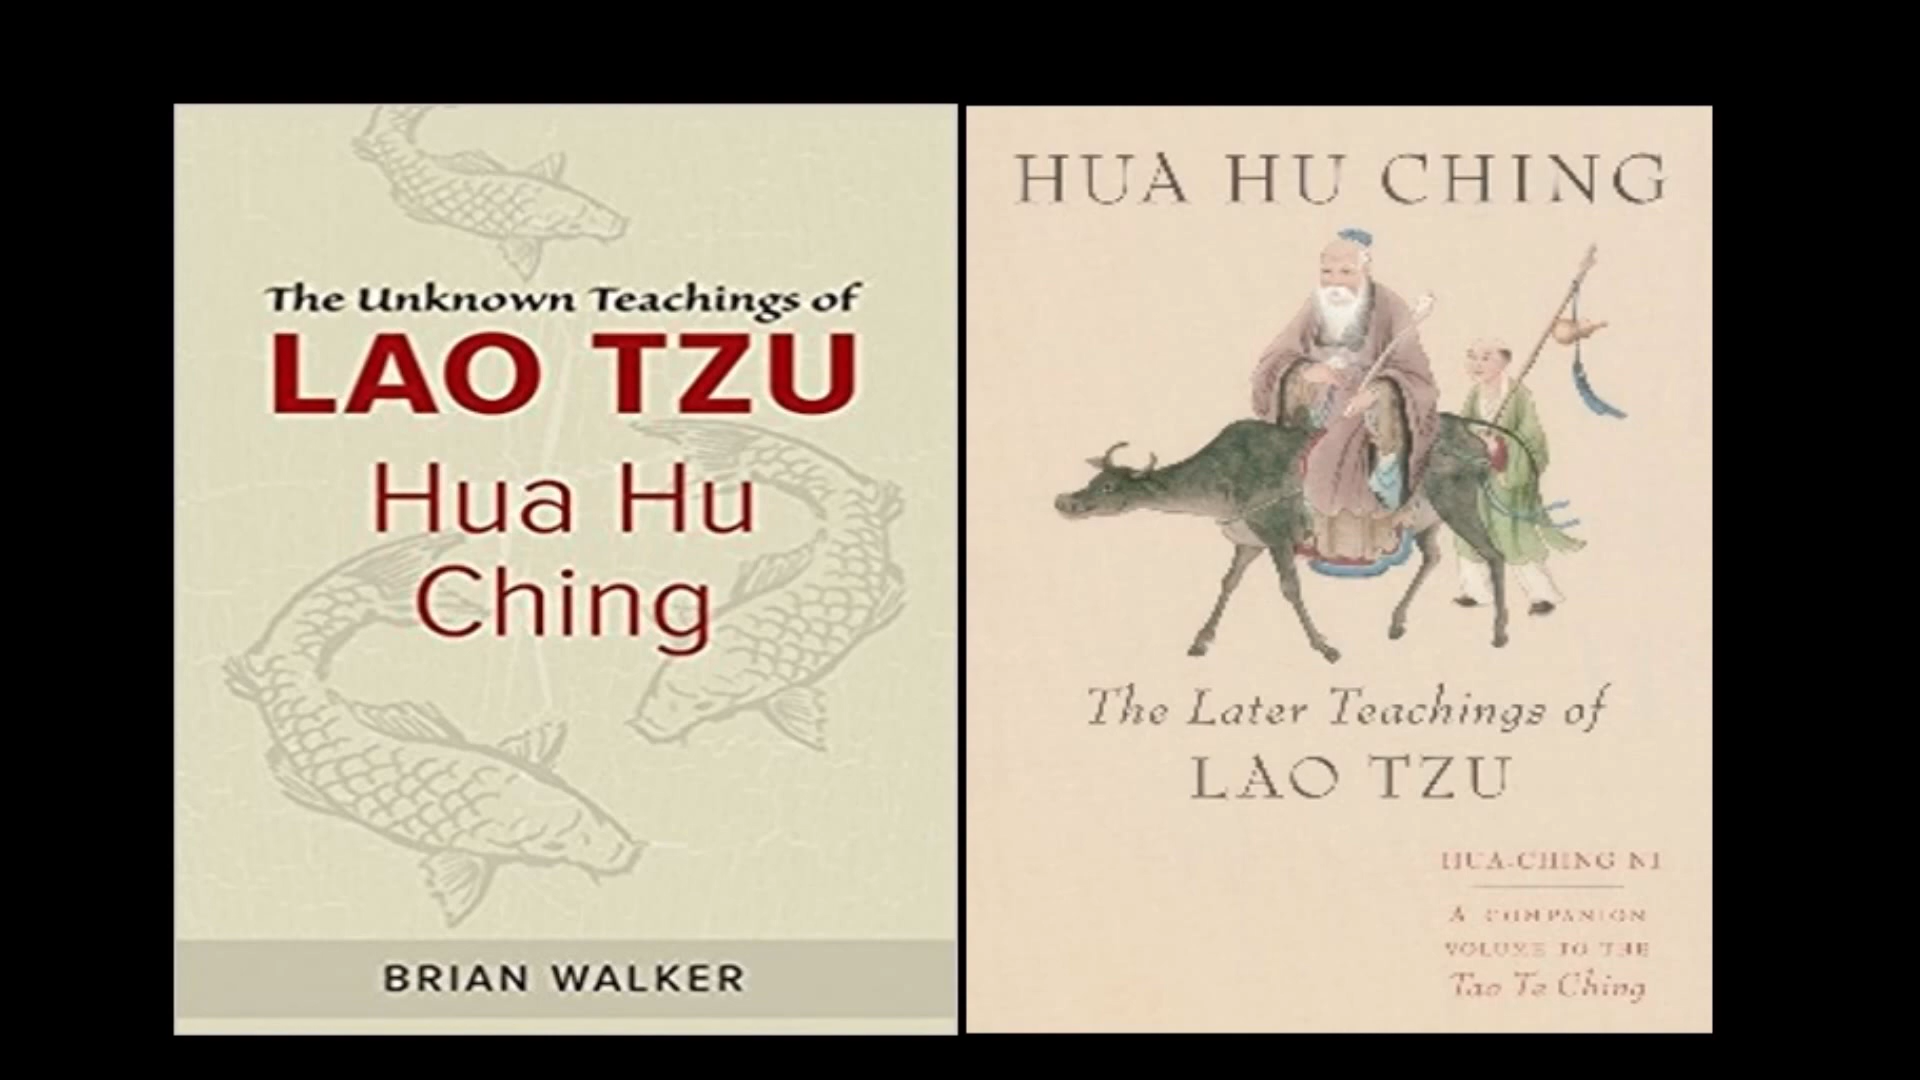 The Unknown Teachings of
LAO TZU
Hua Hu
Ching
BRIAN WALKER
HUA HU CHING
The Later Teachings of
LAO TZU
HUA-CHING NI
A COMPANION
VOLUME TO THE
Tao Te Ching